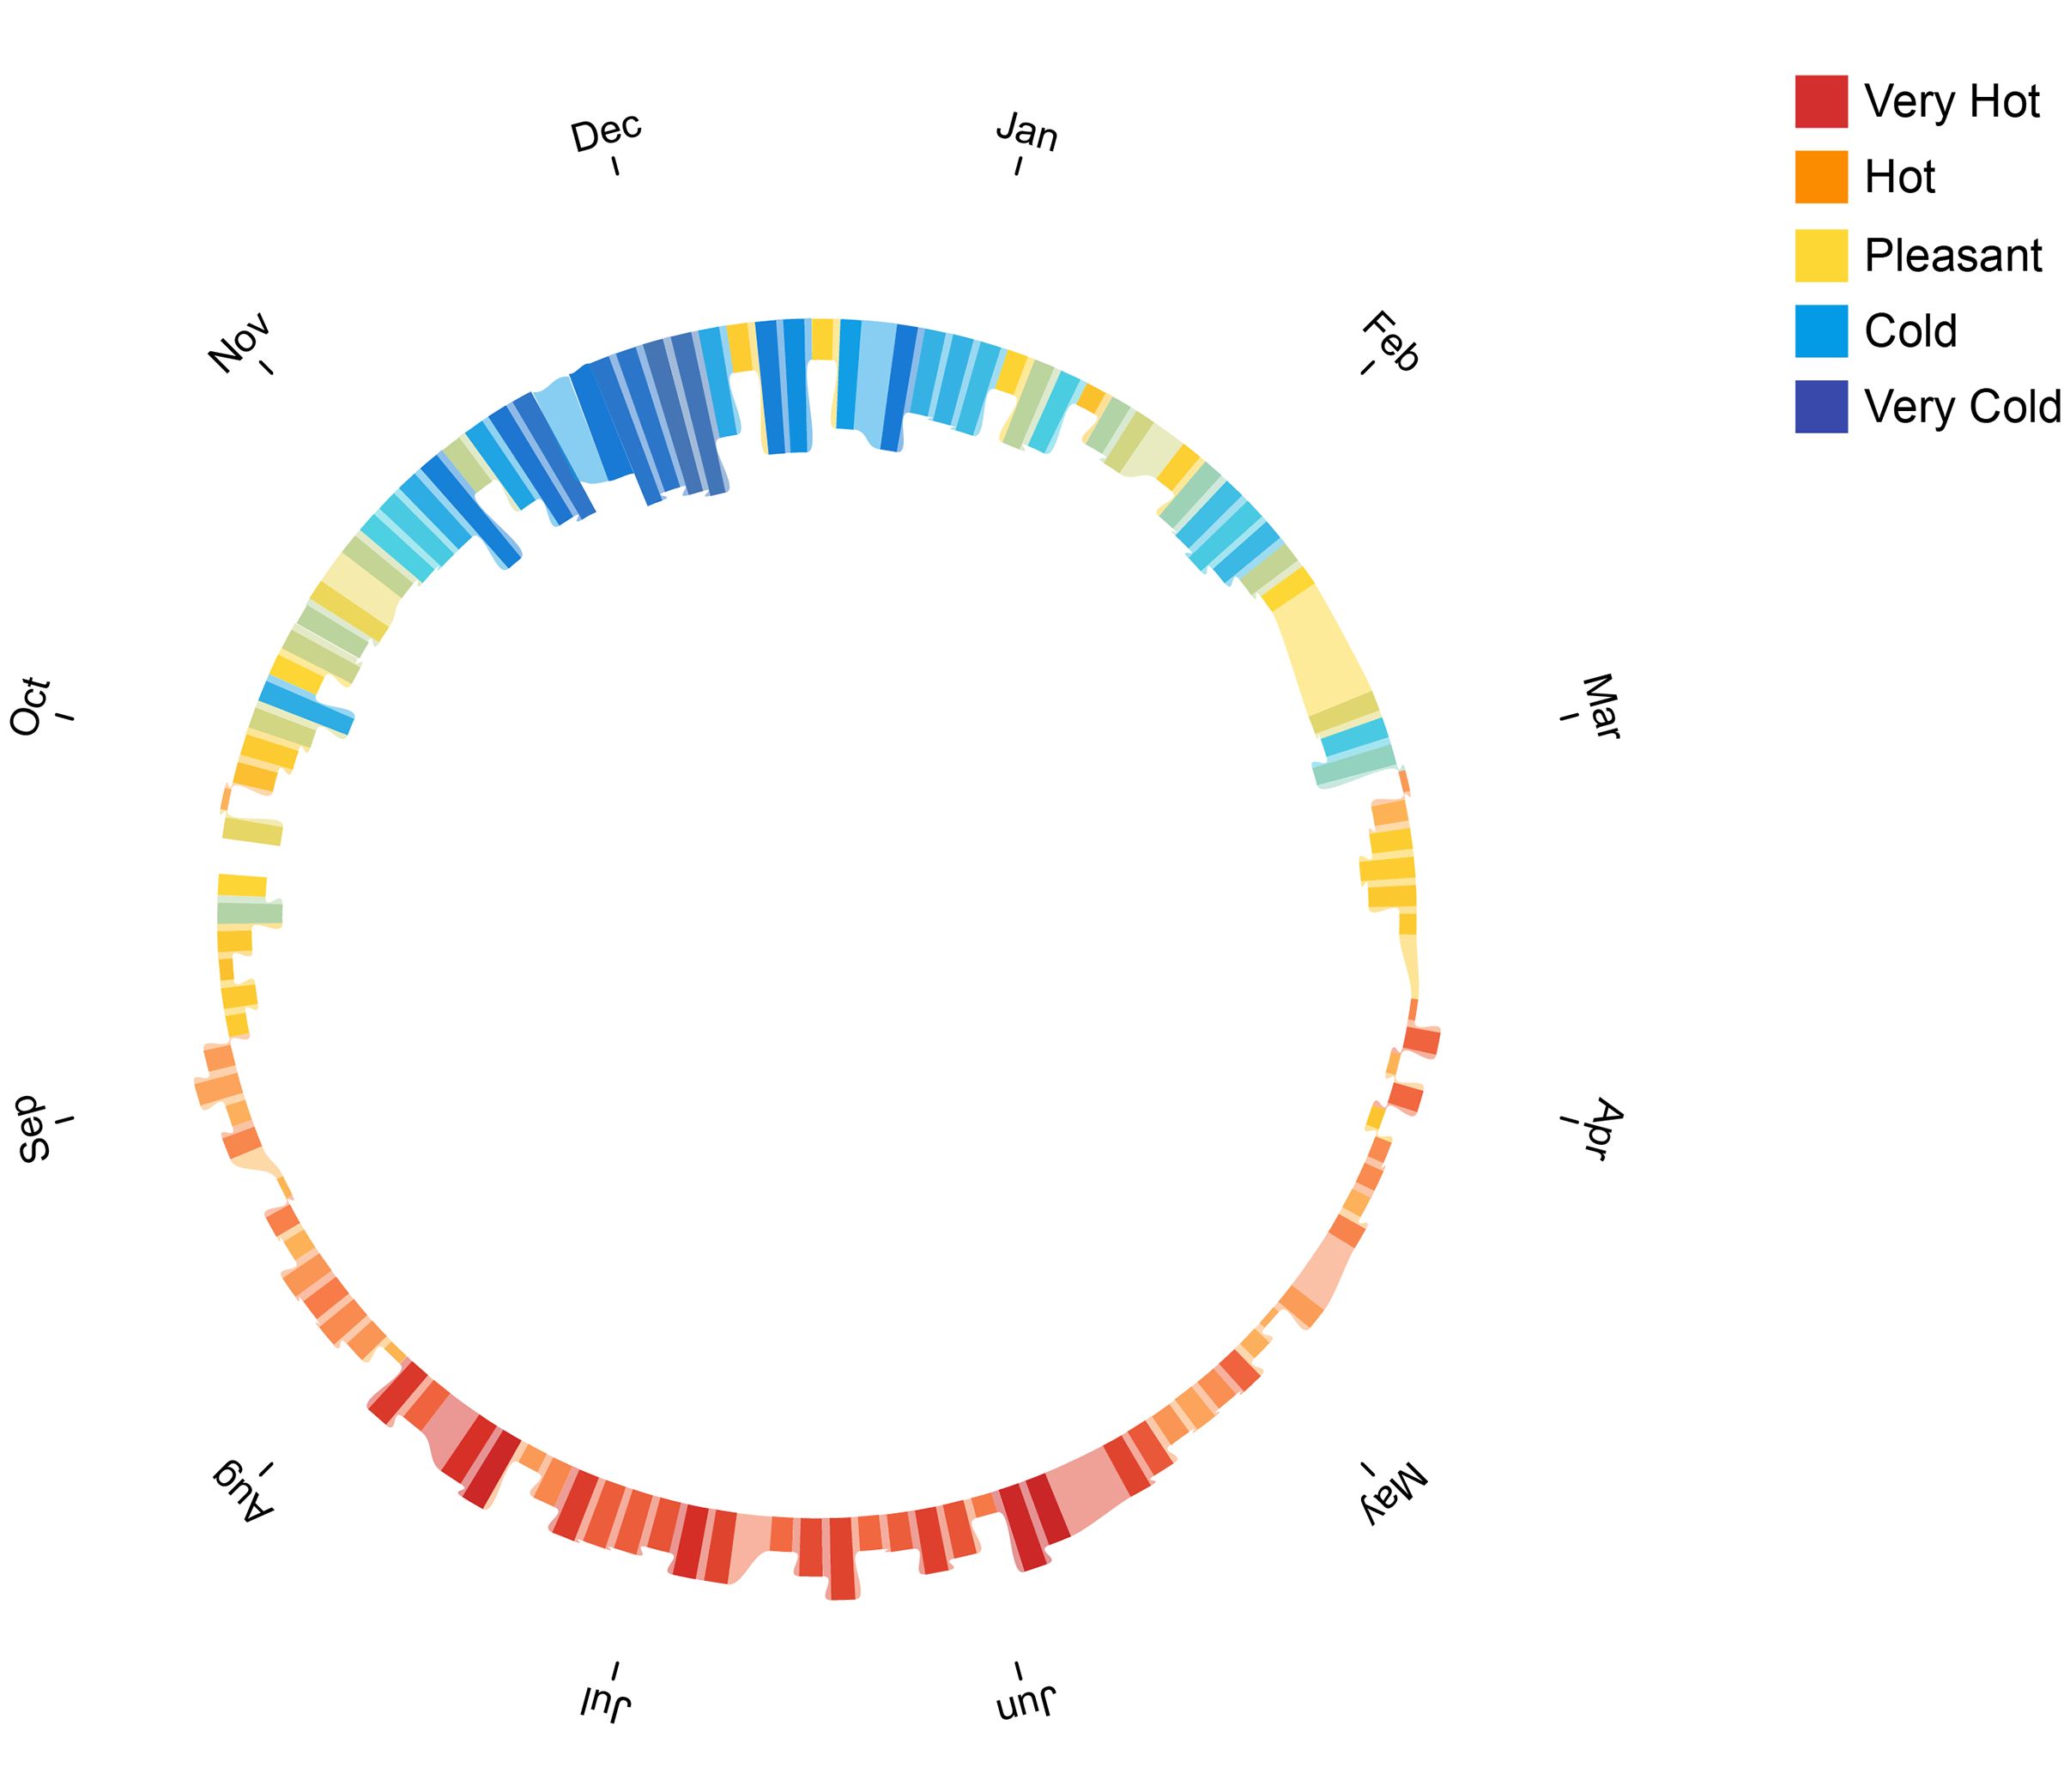 Jan
Feb
Mar
Apr
May
Jun
Jul
Aug
Sep
Oct
Nov
Dec
Very Hot
Hot
Pleasant
Cold
Very Cold